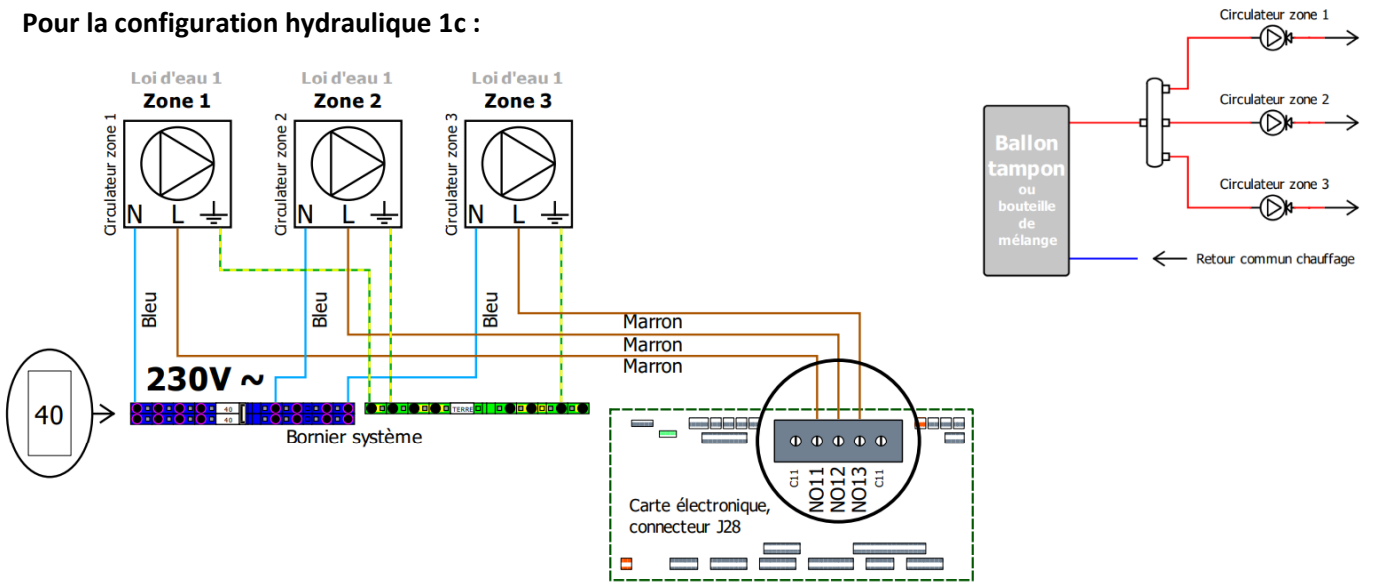 Pour la configuration hydraulique 1c :
Loi d'eau 1
Zone 1
Loi d'eau 1
Zone 2
Loi d'eau 1
Zone 3
Circulateur zone 1
N L
Circulateur zone 2
N L
Circulateur zone 3
N L
Bleu
Bleu
Bleu
Marron
Marron
Marron
230V ~
40
40
40
TERRE
Bornier système
C11
NO11
NO12
NO13
C11
Carte électronique,
connecteur J28
Circulateur zone 1
Circulateur zone 2
Circulateur zone 3
Ballon
tampon
ou
bouteille
de
mélange
Retour commun chauffage